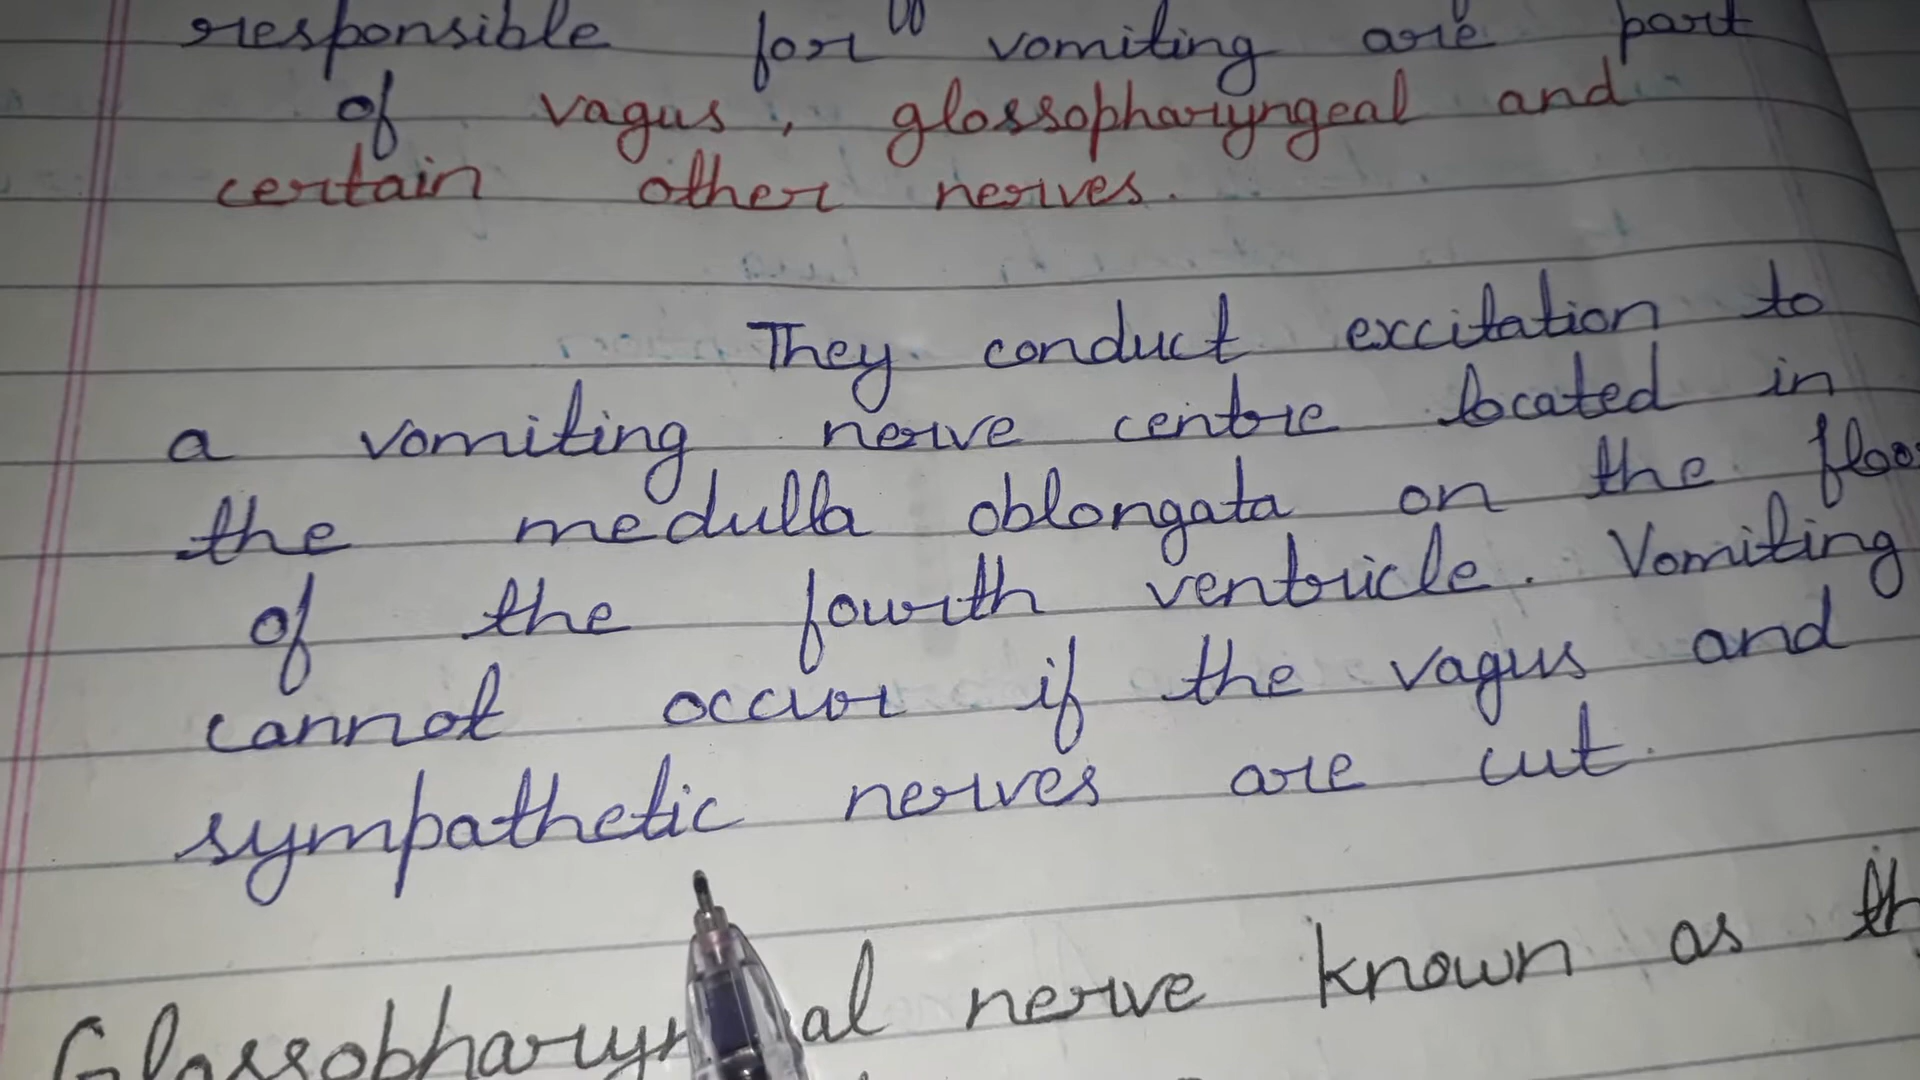 responsible for vomiting are part
of vagus, glossopharyngeal and
certain other nerves.
They conduct excitation to
a vomiting nerve centre located in
the medulla oblongata on the floo
of the fourth ventricle. Vomiting
cannot occur if the vagus and
sympathetic nerves are cut.
nerve known as th